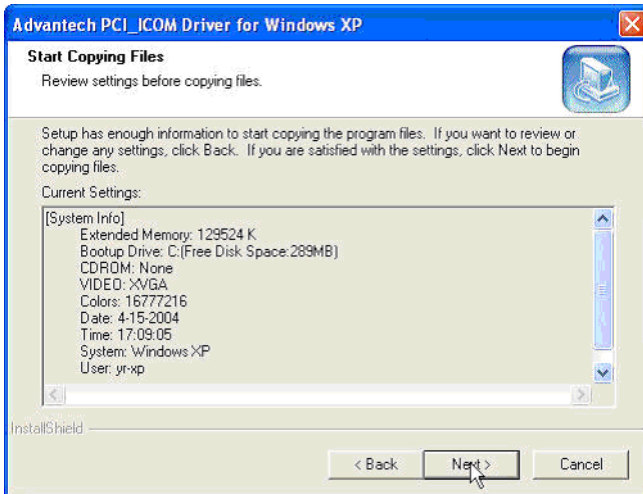 Advantech PCI_ICOM Driver for Windows XP
Start Copying Files
Review settings before copying files.
Setup has enough information to start copying the program files. If you want to review or
change any settings, click Back. If you are satisfied with the settings, click Next to begin
copying files.
Current Settings:
[System Info]
Extended Memory: 129524 K
Bootup Drive: C:(Free Disk Space:289MB)
CDROM: None
VIDEO: XVGA
Colors: 16777216
Date: 4-15-2004
Time: 17:09:05
System: Windows XP
User: yr-xp
InstallShield
< Back
Next >
Cancel